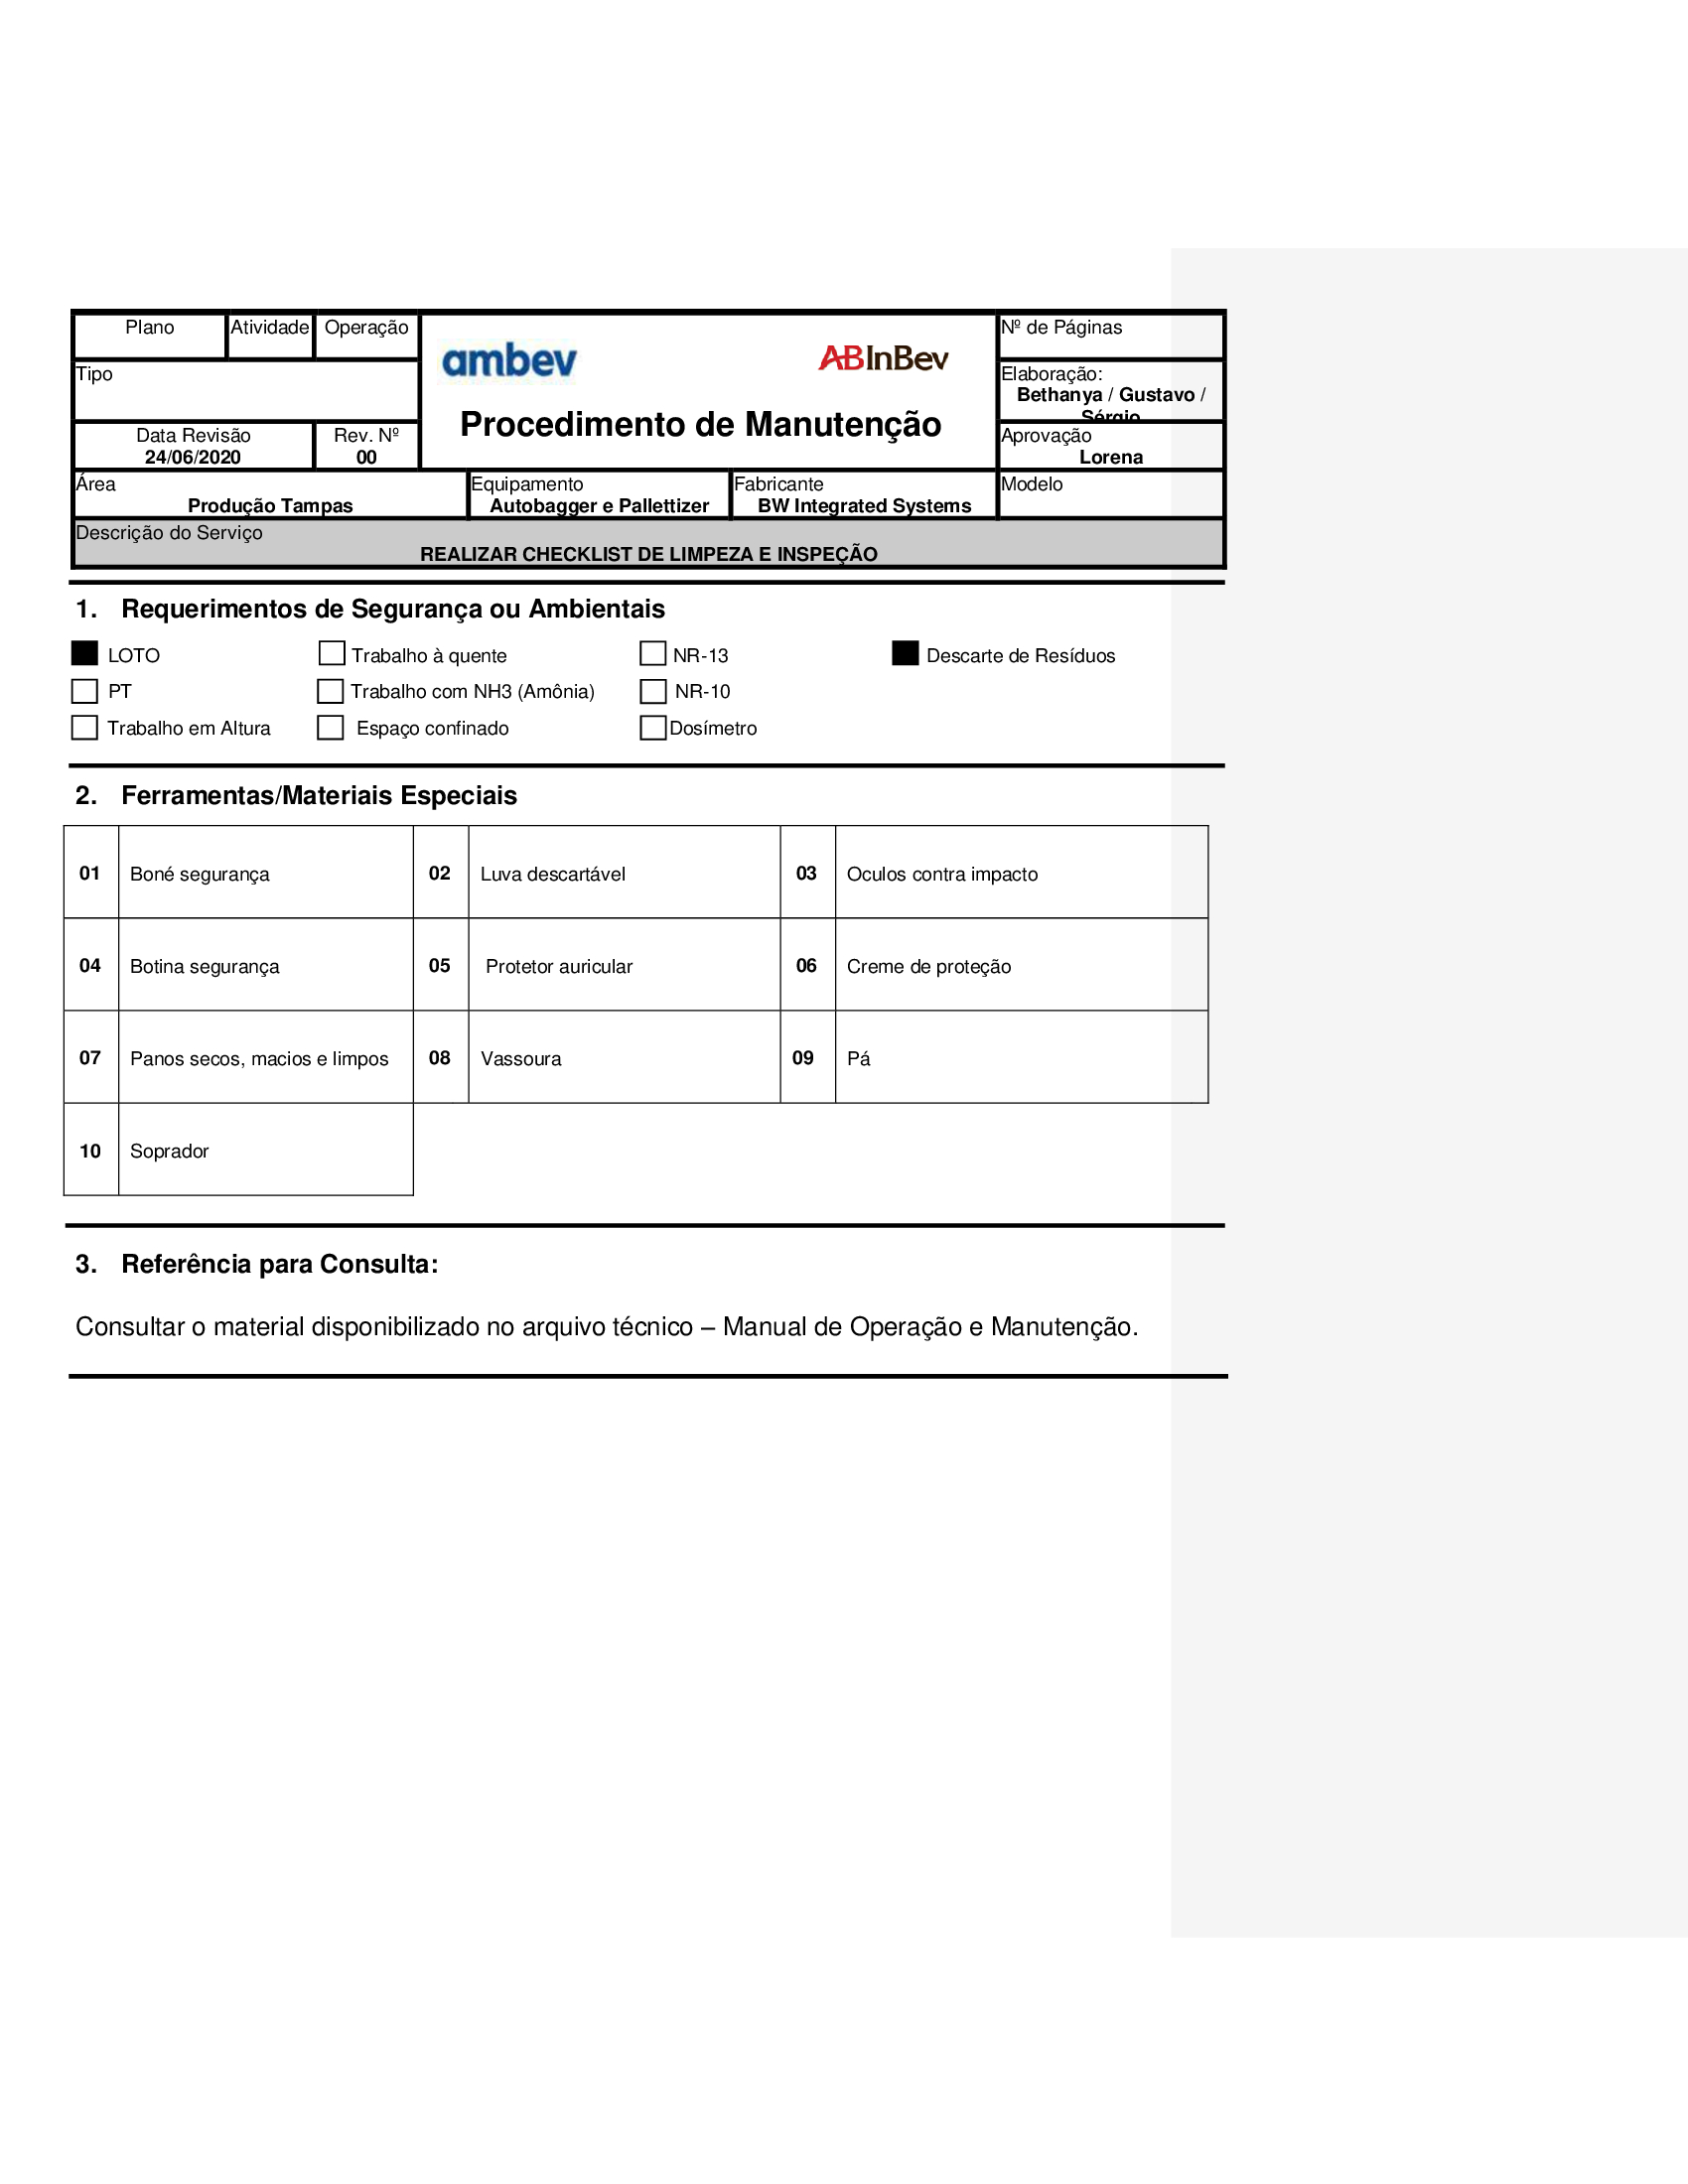 Plano Atividade Operação
ambev ABInBev
Nº de Páginas
Tipo
Elaboração:
Bethanya / Gustavo /
Sérgio
Procedimento de Manutenção
Data Revisão
24/06/2020
Rev. Nº
00
Aprovação
Lorena
Área
Produção Tampas
Equipamento
Autobagger e Pallettizer
Fabricante
BW Integrated Systems
Modelo
Descrição do Serviço
REALIZAR CHECKLIST DE LIMPEZA E INSPEÇÃO
1. Requerimentos de Segurança ou Ambientais
LOTO Trabalho à quente NR-13 Descarte de Resíduos
PT Trabalho com NH3 (Amônia) NR-10
Trabalho em Altura Espaço confinado Dosímetro
2. Ferramentas/Materiais Especiais
01 Boné segurança 02 Luva descartável 03 Oculos contra impacto
04 Botina segurança 05 Protetor auricular 06 Creme de proteção
07 Panos secos, macios e limpos 08 Vassoura 09 Pá
10 Soprador
3. Referência para Consulta:
Consultar o material disponibilizado no arquivo técnico – Manual de Operação e Manutenção.